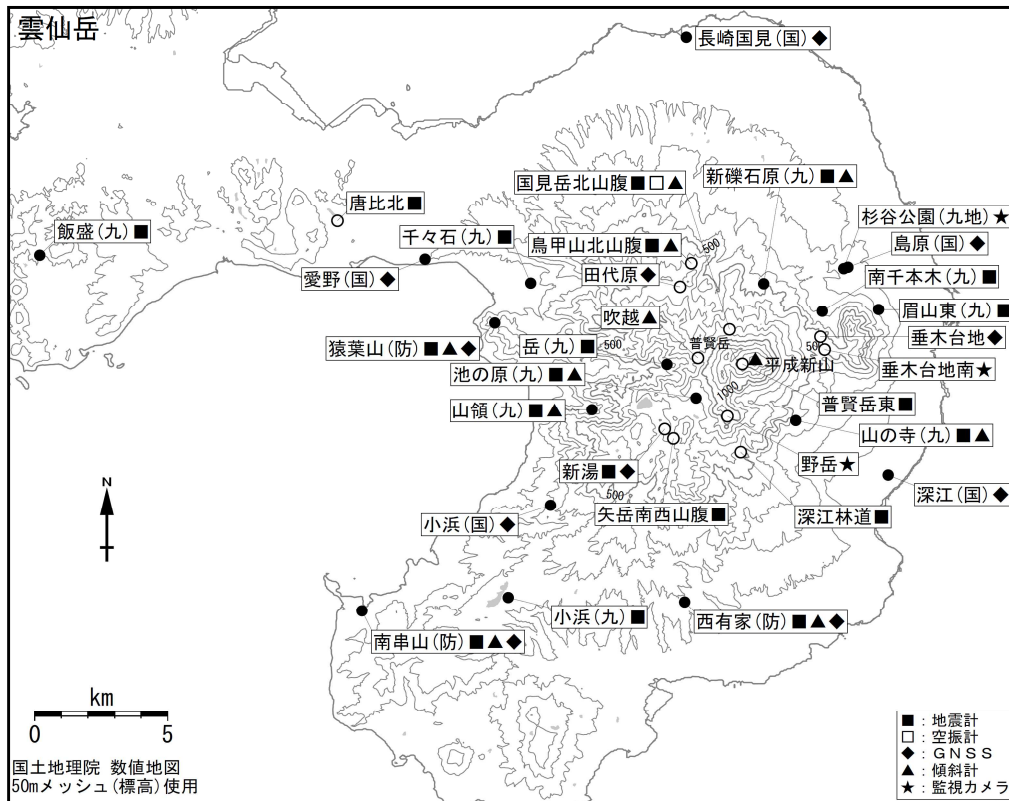 雲仙岳
長崎国見(国)◆
国見岳北山腹■□▲
新礫石原(九)■▲
唐比北■
杉谷公園(九地)★
飯盛(九)■
千々石(九)■
鳥甲山北山腹■▲
島原(国)◆
500
愛野(国)◆
田代原◆
南千本木(九)■
吹越▲
眉山東(九)■
猿葉山(防)■▲◆
岳(九)■
500
普賢岳
500
垂木台地◆
平成新山
垂木台地南★
池の原(九)■▲
1000
山領(九)■▲
普賢岳東■
山の寺(九)■▲
新湯■◆
野岳★
500
深江(国)◆
小浜(国)◆
矢岳南西山腹■
深江林道■
N
小浜(九)■
西有家(防)■▲◆
南串山(防)■▲◆
km
0 5
国土地理院 数値地図
50mメッシュ(標高)使用
■：地震計
□：空振計
◆：GNSS
▲：傾斜計
★：監視カメラ